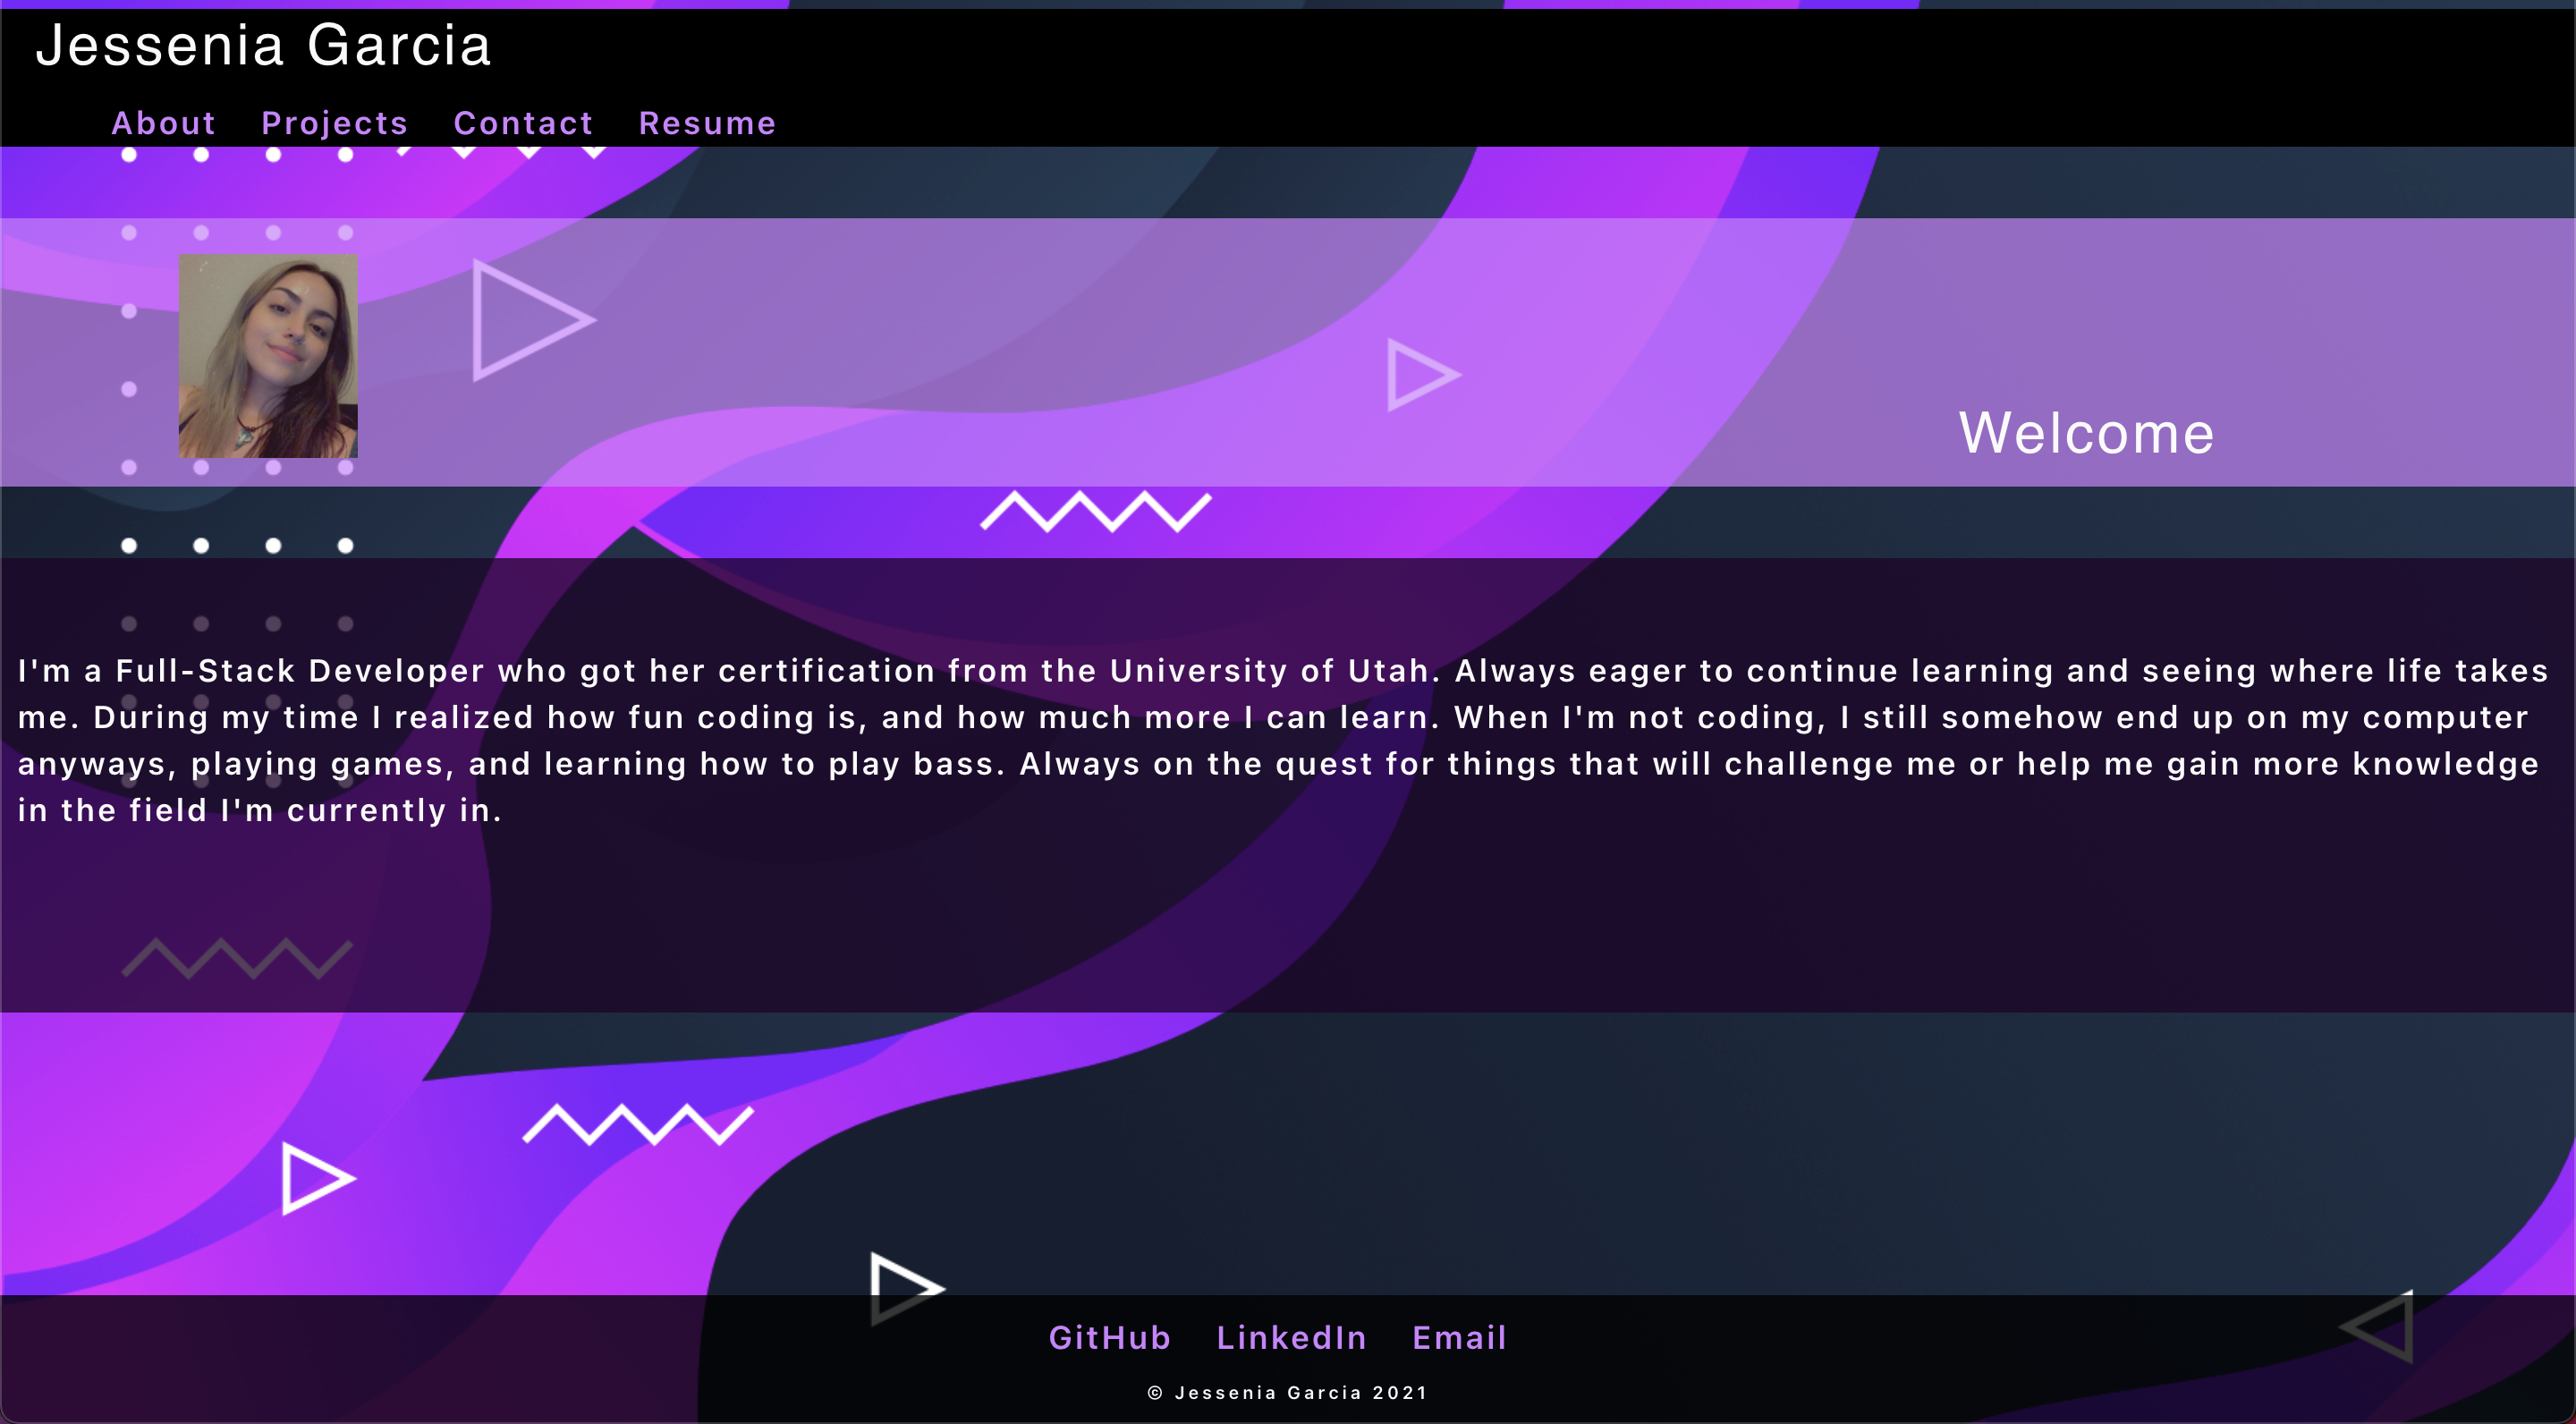 Jessenia Garcia
About Projects Contact Resume
Welcome
I'm a Full-Stack Developer who got her certification from the University of Utah. Always eager to continue learning and seeing where life takes
me. During my time I realized how fun coding is, and how much more I can learn. When I'm not coding, I still somehow end up on my computer
anyways, playing games, and learning how to play bass. Always on the quest for things that will challenge me or help me gain more knowledge
in the field I'm currently in.
GitHub LinkedIn Email
© Jessenia Garcia 2021